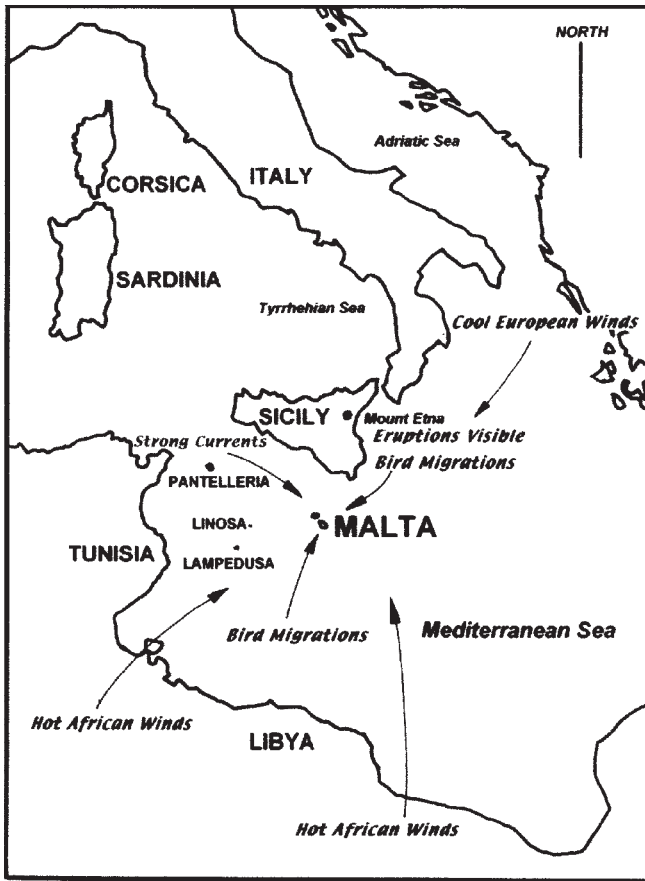 NORTH
Adriatic Sea
CORSICA
ITALY
SARDINIA
Tyrrhehian Sea
Cool European Winds
SICILY
Mount Etna
Eruptions Visible
Strong Currents
Bird Migrations
PANTELLERIA
LINOSA
MALTA
TUNISIA
LAMPEDUSA
Bird Migrations
Mediterranean Sea
Hot African Winds
LIBYA
Hot African Winds